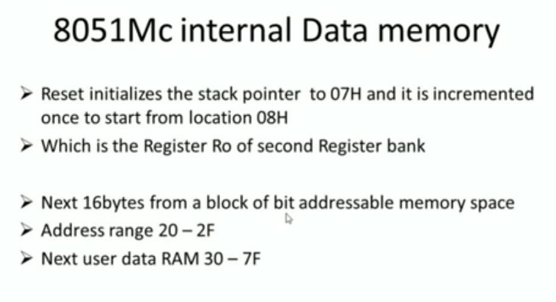 8051Mc internal Data memory
➢ Reset initializes the stack pointer to 07H and it is incremented
once to start from location 08H
➢ Which is the Register Ro of second Register bank
➢ Next 16bytes from a block of bit addressable memory space
➢ Address range 20 – 2F
➢ Next user data RAM 30 – 7F